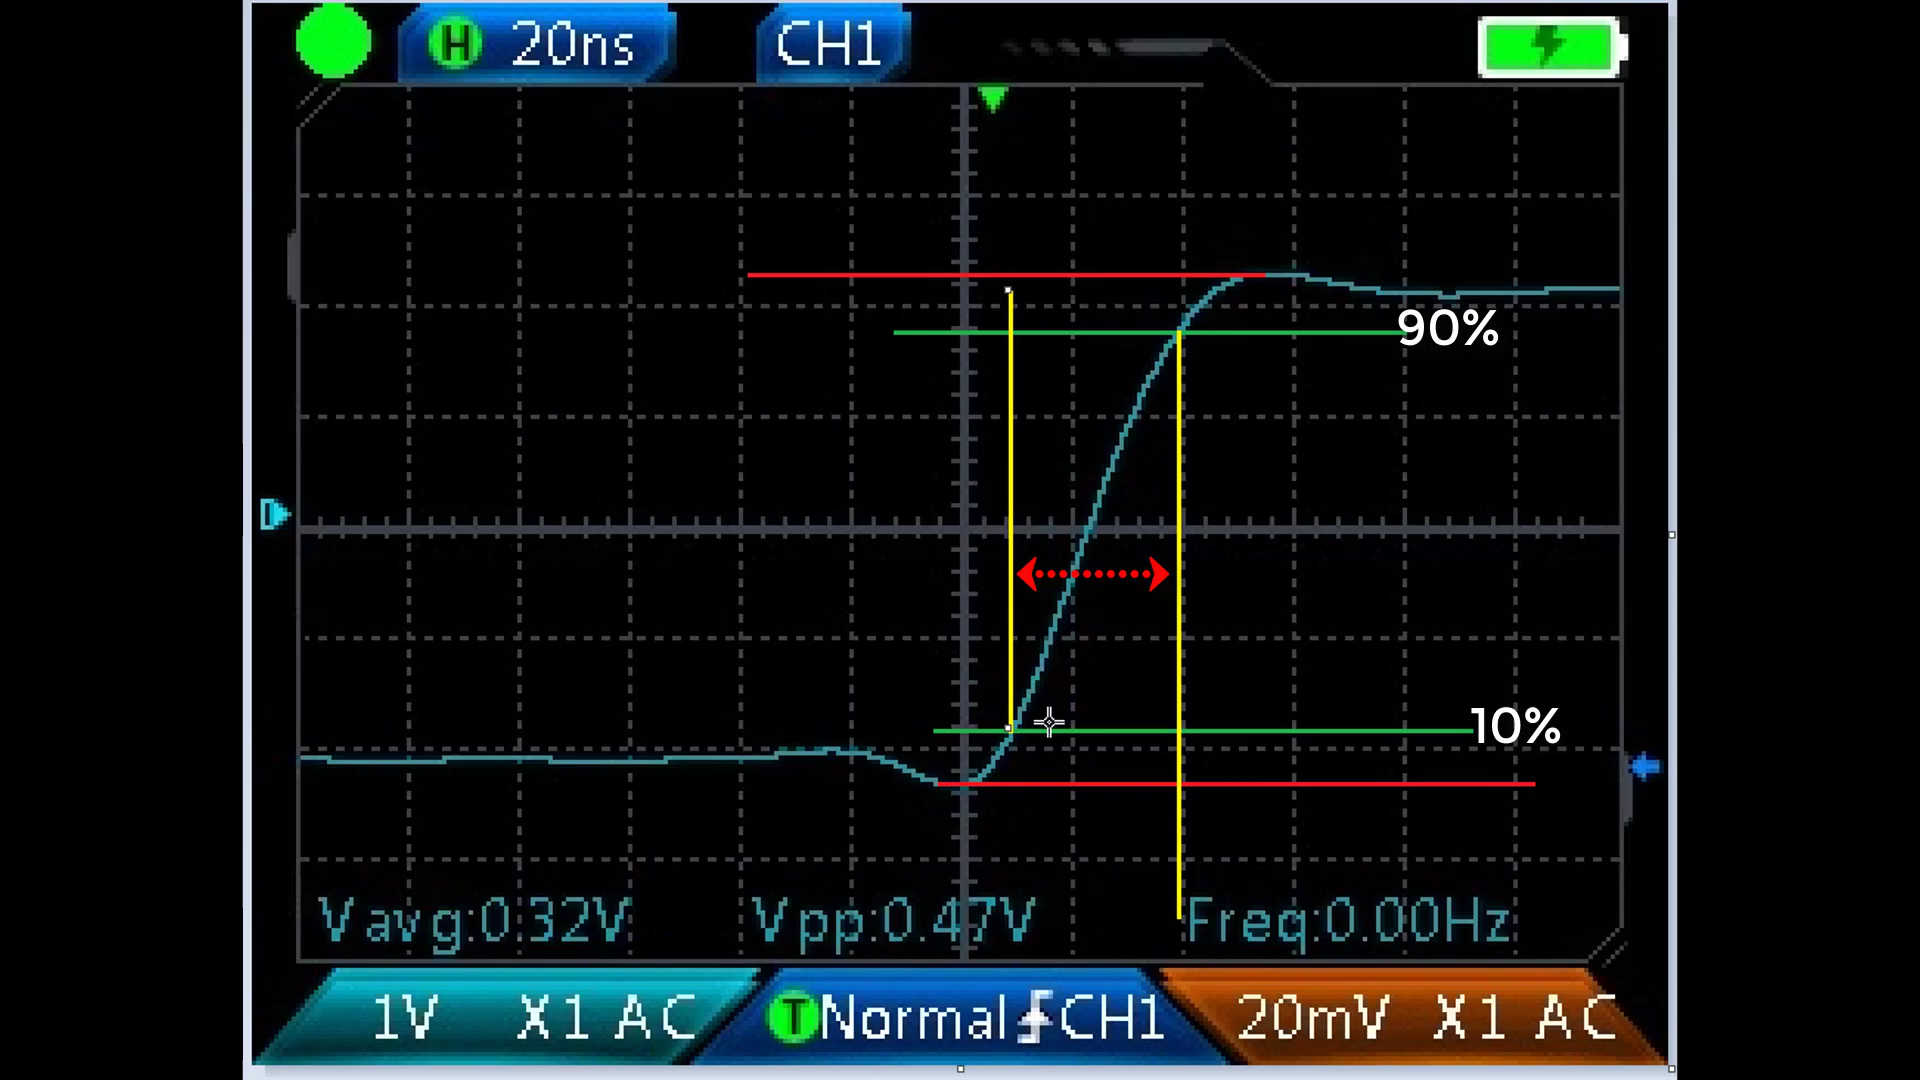 H 20ns CH1
90%
10%
Vavg:0.32V Vpp:0.47V Freq:0.00Hz
1V X1 AC T Normal CH1 20mV X1 AC